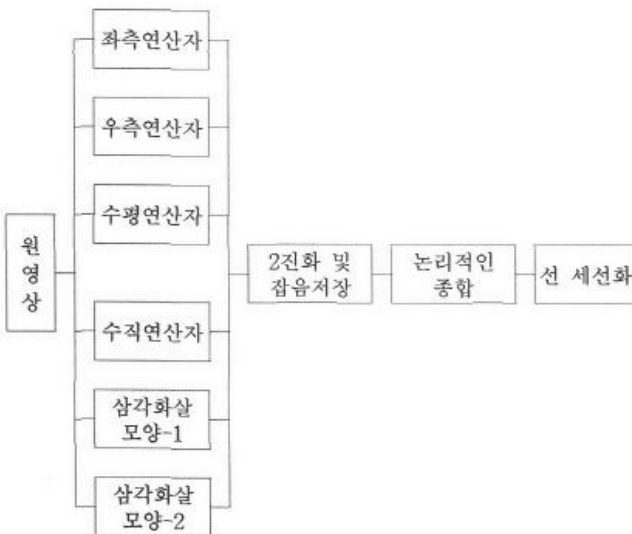 좌측연산자
우측연산자
수평연산자
원
영
상
2진화 및
잡음저장
논리적인
종합
선 세선화
수직연산자
삼각화살
모양-1
삼각화살
모양-2